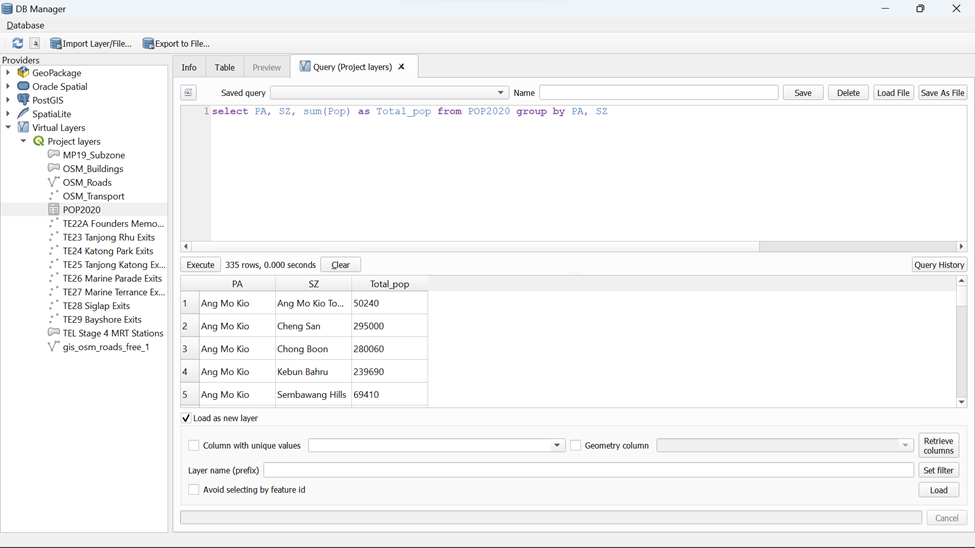 DB Manager
Database
Import Layer/File... Export to File...
Providers
GeoPackage
Oracle Spatial
PostGIS
SpatiaLite
Virtual Layers
Project layers
MP19_Subzone
OSM_Buildings
OSM_Roads
OSM_Transport
POP2020
TE22A Founders Memo...
TE23 Tanjong Rhu Exits
TE24 Katong Park Exits
TE25 Tanjong Katong Ex...
TE26 Marine Parade Exits
TE27 Marine Terrance Ex...
TE28 Siglap Exits
TE29 Bayshore Exits
TEL Stage 4 MRT Stations
gis_osm_roads_free_1
Info Table Preview Query (Project layers)
Saved query Name Save Delete Load File Save As File
1 select PA, SZ, sum(Pop) as Total_pop from POP2020 group by PA, SZ
Execute 335 rows, 0.000 seconds Clear Query History
PA SZ Total_pop
1 Ang Mo Kio Ang Mo Kio To... 50240
2 Ang Mo Kio Cheng San 295000
3 Ang Mo Kio Chong Boon 280060
4 Ang Mo Kio Kebun Bahru 239690
5 Ang Mo Kio Sembawang Hills 69410
Load as new layer
Column with unique values Geometry column Retrieve
columns
Layer name (prefix) Set filter
Avoid selecting by feature id Load
Cancel